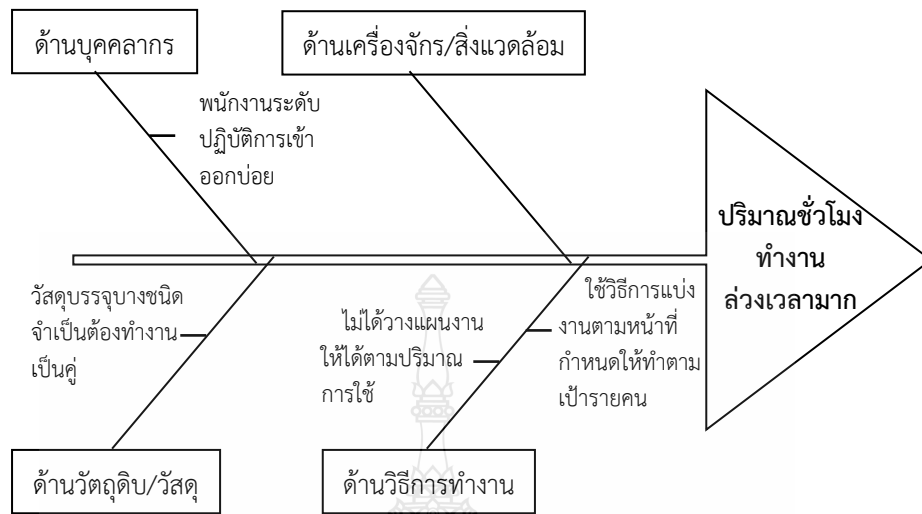 ด้านบุคคลากร
ด้านเครื่องจักร/สิ่งแวดล้อม
พนักงานระดับ
ปฏิบัติการเข้า
ออกบ่อย
ปริมาณชั่วโมง
ทำงาน
ล่วงเวลามาก
วัสดุบรรจุบางชนิด
จำเป็นต้องทำงาน
เป็นคู่
ไม่ได้วางแผนงาน
ให้ได้ตามปริมาณ
การใช้
ใช้วิธีการแบ่ง
งานตามหน้าที่
กำหนดให้ทำตาม
เป้ารายคน
ด้านวัตถุดิบ/วัสดุ
ด้านวิธีการทำงาน